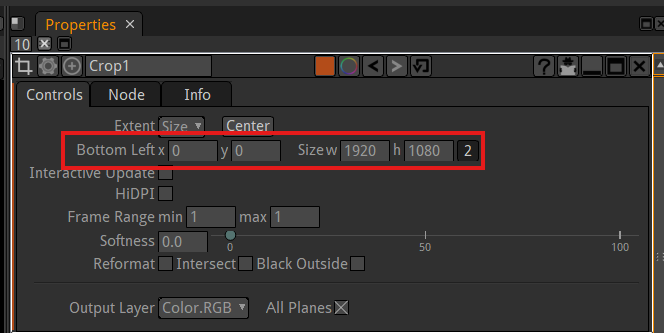 Properties ×
10
Crop1 ?
Controls Node Info
Extent Size Center
Bottom Left x 0 y 0 Size w 1920 h 1080 2
Interactive Update
HiDPI
Frame Range min 1 max 1
Softness 0.0 0 50 100
Reformat Intersect Black Outside
Output Layer Color.RGB All Planes